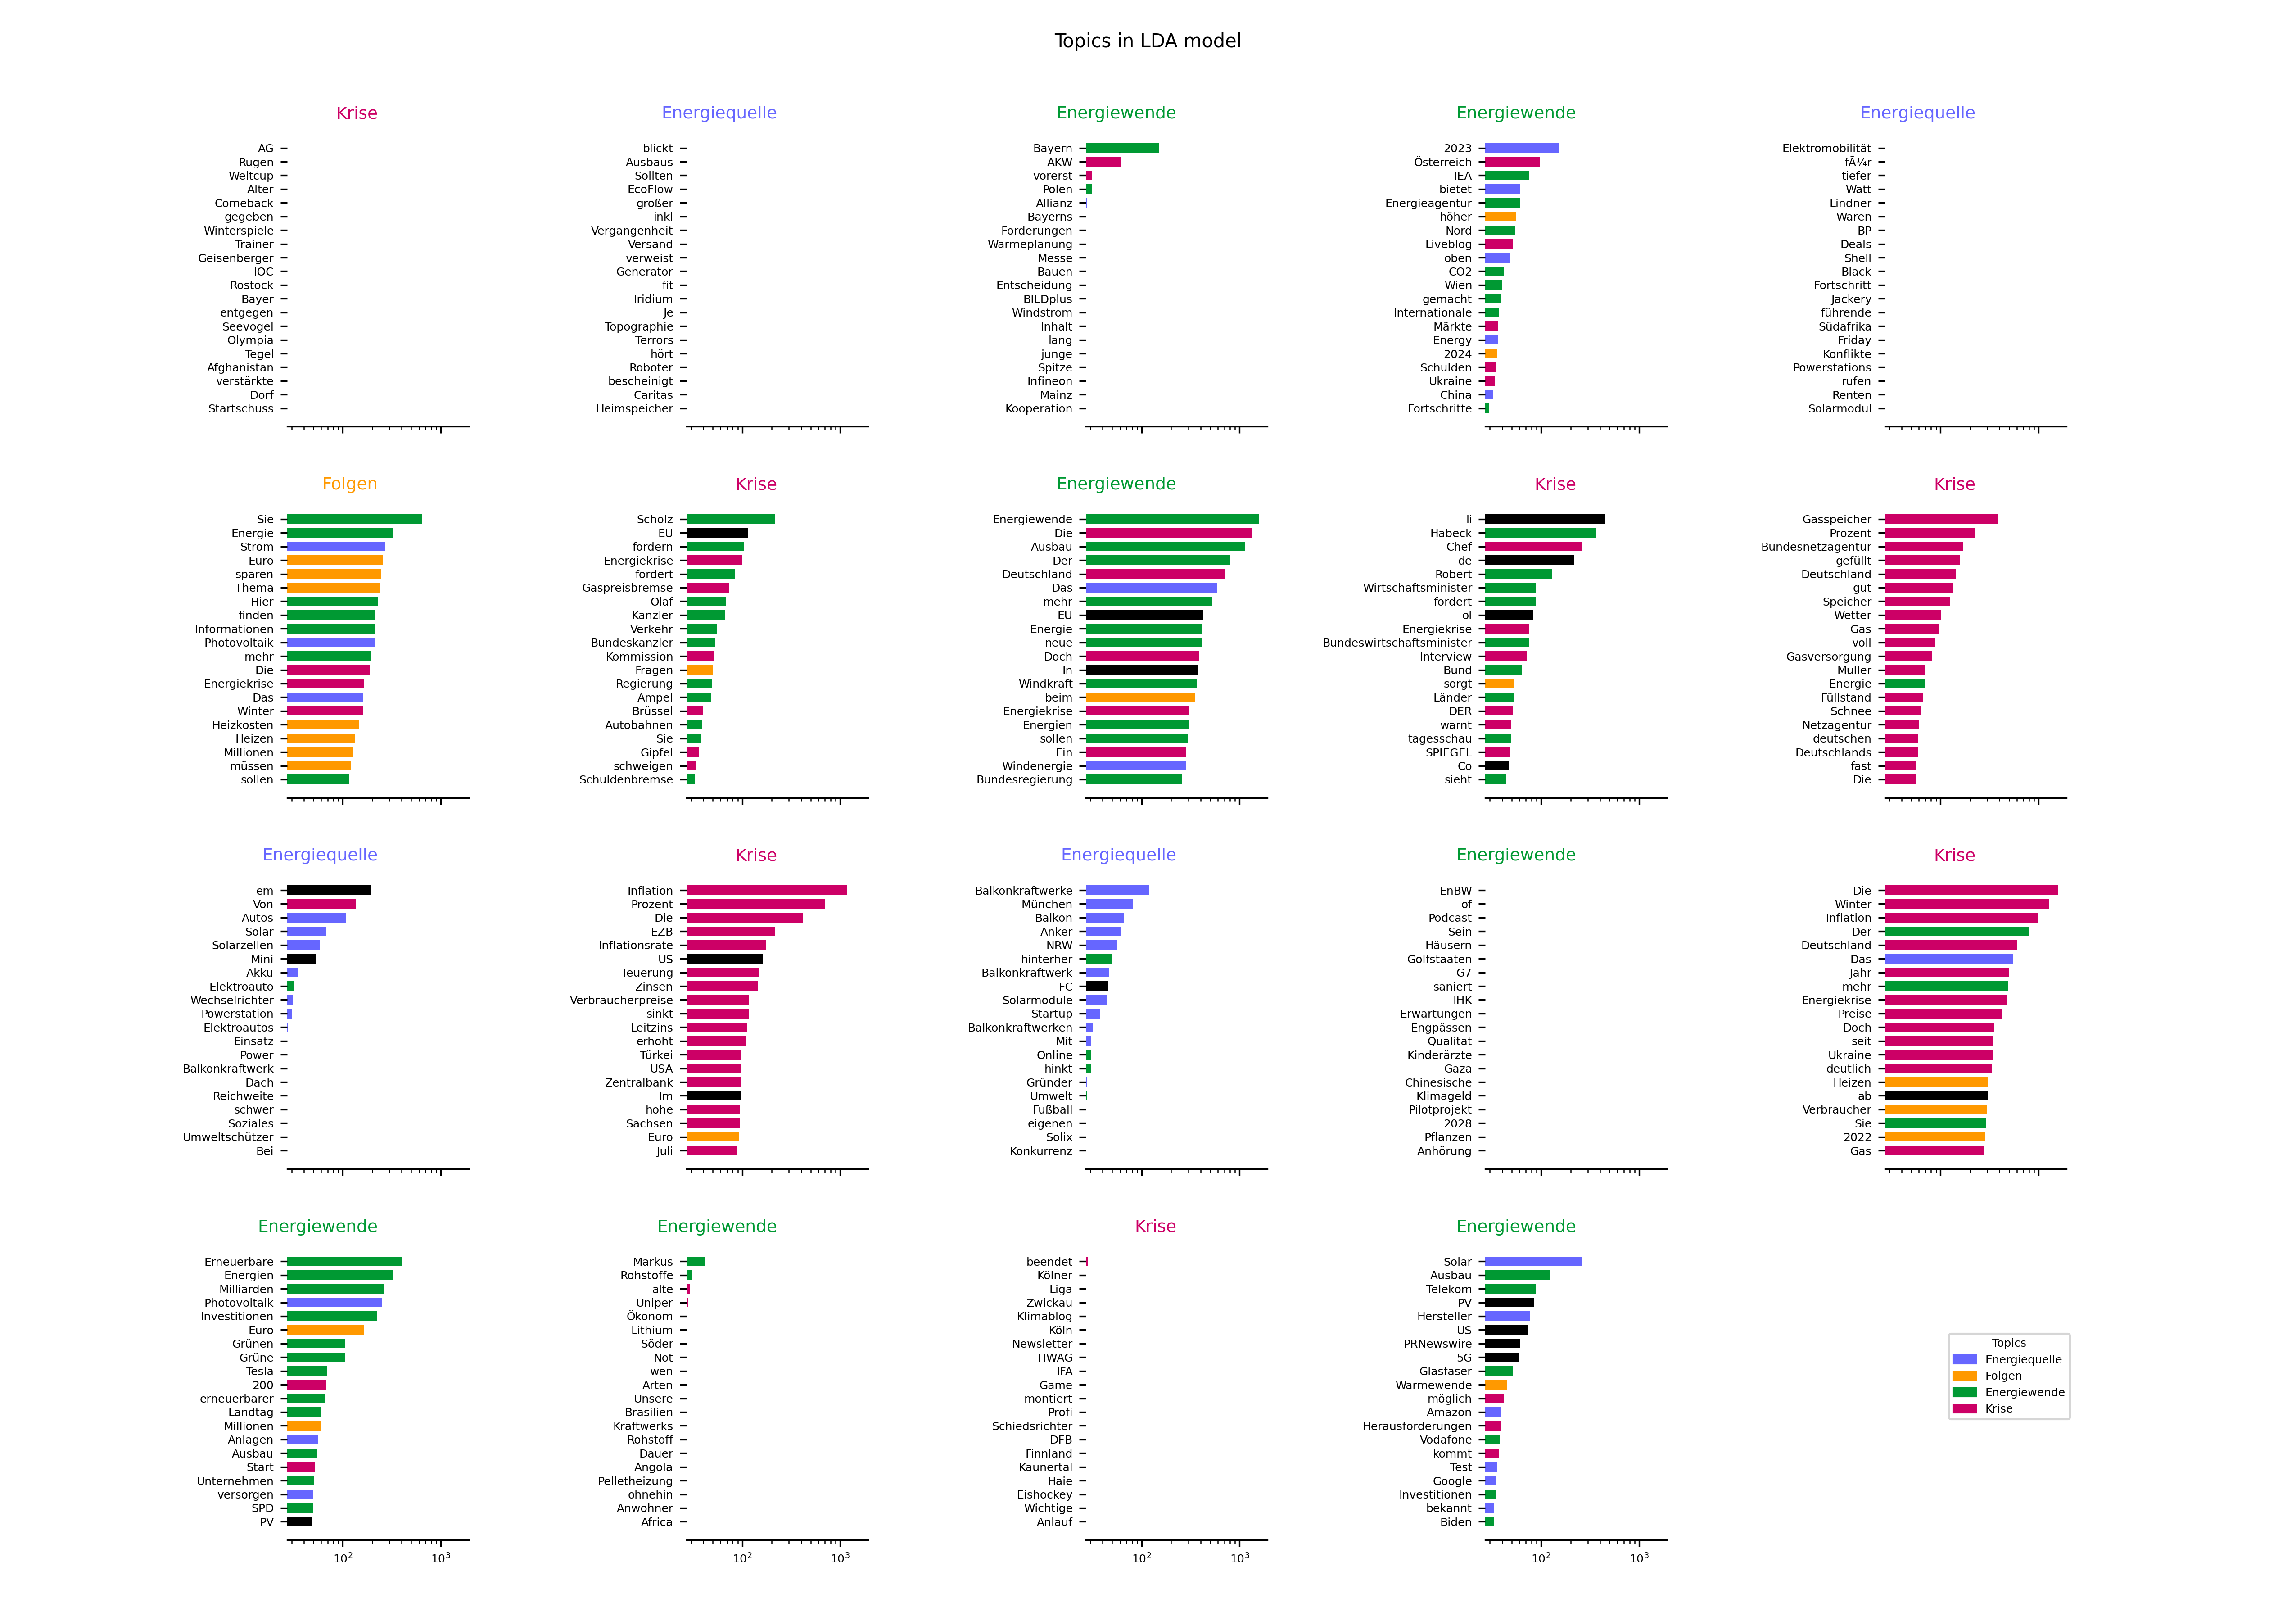 Topics in LDA model
Krise
AG
Rügen
Weltcup
Alter
Comeback
gegeben
Winterspiele
Trainer
Geisenberger
IOC
Rostock
Bayer
entgegen
Seevogel
Olympia
Tegel
Afghanistan
verstärkte
Dorf
Startschuss
Energiequelle
blickt
Ausbaus
Sollten
EcoFlow
größer
inkl
Vergangenheit
Versand
verweist
Generator
fit
Iridium
Je
Topographie
Terrors
hört
Roboter
bescheinigt
Caritas
Heimspeicher
Energiewende
Bayern
AKW
vorerst
Polen
Allianz
Bayerns
Forderungen
Wärmeplanung
Messe
Bauen
Entscheidung
BILDplus
Windstrom
Inhalt
lang
junge
Spitze
Infineon
Mainz
Kooperation
Energiewende
2023
Österreich
IEA
bietet
Energieagentur
höher
Nord
Liveblog
oben
CO2
Wien
gemacht
Internationale
Märkte
Energy
2024
Schulden
Ukraine
China
Fortschritte
Energiequelle
Elektromobilität
fÃ¼r
tiefer
Watt
Lindner
Waren
BP
Deals
Shell
Black
Fortschritt
Jackery
führende
Südafrika
Friday
Konflikte
Powerstations
rufen
Renten
Solarmodul
Folgen
Sie
Energie
Strom
Euro
sparen
Thema
Hier
finden
Informationen
Photovoltaik
mehr
Die
Energiekrise
Das
Winter
Heizkosten
Heizen
Millionen
müssen
sollen
Krise
Scholz
EU
fordern
Energiekrise
fordert
Gaspreisbremse
Olaf
Kanzler
Verkehr
Bundeskanzler
Kommission
Fragen
Regierung
Ampel
Brüssel
Autobahnen
Sie
Gipfel
schweigen
Schuldenbremse
Energiewende
Energiewende
Die
Ausbau
Der
Deutschland
Das
mehr
EU
Energie
neue
Doch
In
Windkraft
beim
Energiekrise
Energien
sollen
Ein
Windenergie
Bundesregierung
Krise
li
Habeck
Chef
de
Robert
Wirtschaftsminister
fordert
ol
Energiekrise
Bundeswirtschaftsminister
Interview
Bund
sorgt
Länder
DER
warnt
tagesschau
SPIEGEL
Co
sieht
Krise
Gasspeicher
Prozent
Bundesnetzagentur
gefüllt
Deutschland
gut
Speicher
Wetter
Gas
voll
Gasversorgung
Müller
Energie
Füllstand
Schnee
Netzagentur
deutschen
Deutschlands
fast
Die
Energiequelle
em
Von
Autos
Solar
Solarzellen
Mini
Akku
Elektroauto
Wechselrichter
Powerstation
Elektroautos
Einsatz
Power
Balkonkraftwerk
Dach
Reichweite
schwer
Soziales
Umweltschützer
Bei
Krise
Inflation
Prozent
Die
EZB
Inflationsrate
US
Teuerung
Zinsen
Verbraucherpreise
sinkt
Leitzins
erhöht
Türkei
USA
Zentralbank
Im
hohe
Sachsen
Euro
Juli
Energiequelle
Balkonkraftwerke
München
Balkon
Anker
NRW
hinterher
Balkonkraftwerk
FC
Solarmodule
Startup
Balkonkraftwerken
Mit
Online
hinkt
Gründer
Umwelt
Fußball
eigenen
Solix
Konkurrenz
Energiewende
EnBW
of
Podcast
Sein
Häusern
Golfstaaten
G7
saniert
IHK
Erwartungen
Engpässen
Qualität
Kinderärzte
Gaza
Chinesische
Klimageld
Pilotprojekt
2028
Pflanzen
Anhörung
Krise
Die
Winter
Inflation
Der
Deutschland
Das
Jahr
mehr
Energiekrise
Preise
Doch
seit
Ukraine
deutlich
Heizen
ab
Verbraucher
Sie
2022
Gas
Energiewende
Erneuerbare
Energien
Milliarden
Photovoltaik
Investitionen
Euro
Grünen
Grüne
Tesla
200
erneuerbarer
Landtag
Millionen
Anlagen
Ausbau
Start
Unternehmen
versorgen
SPD
PV
10² 10³
Energiewende
Markus
Rohstoffe
alte
Uniper
Ökonom
Lithium
Söder
Not
wen
Arten
Unsere
Brasilien
Kraftwerks
Rohstoff
Dauer
Angola
Pelletheizung
ohnehin
Anwohner
Africa
10² 10³
Krise
beendet
Kölner
Liga
Zwickau
Klimablog
Köln
Newsletter
TIWAG
IFA
Game
montiert
Profi
Schiedsrichter
DFB
Finnland
Kaunertal
Haie
Eishockey
Wichtige
Anlauf
10² 10³
Energiewende
Solar
Ausbau
Telekom
PV
Hersteller
US
PRNewswire
5G
Glasfaser
Wärmewende
möglich
Amazon
Herausforderungen
Vodafone
kommt
Test
Google
Investitionen
bekannt
Biden
10² 10³
Topics
Energiequelle
Folgen
Energiewende
Krise